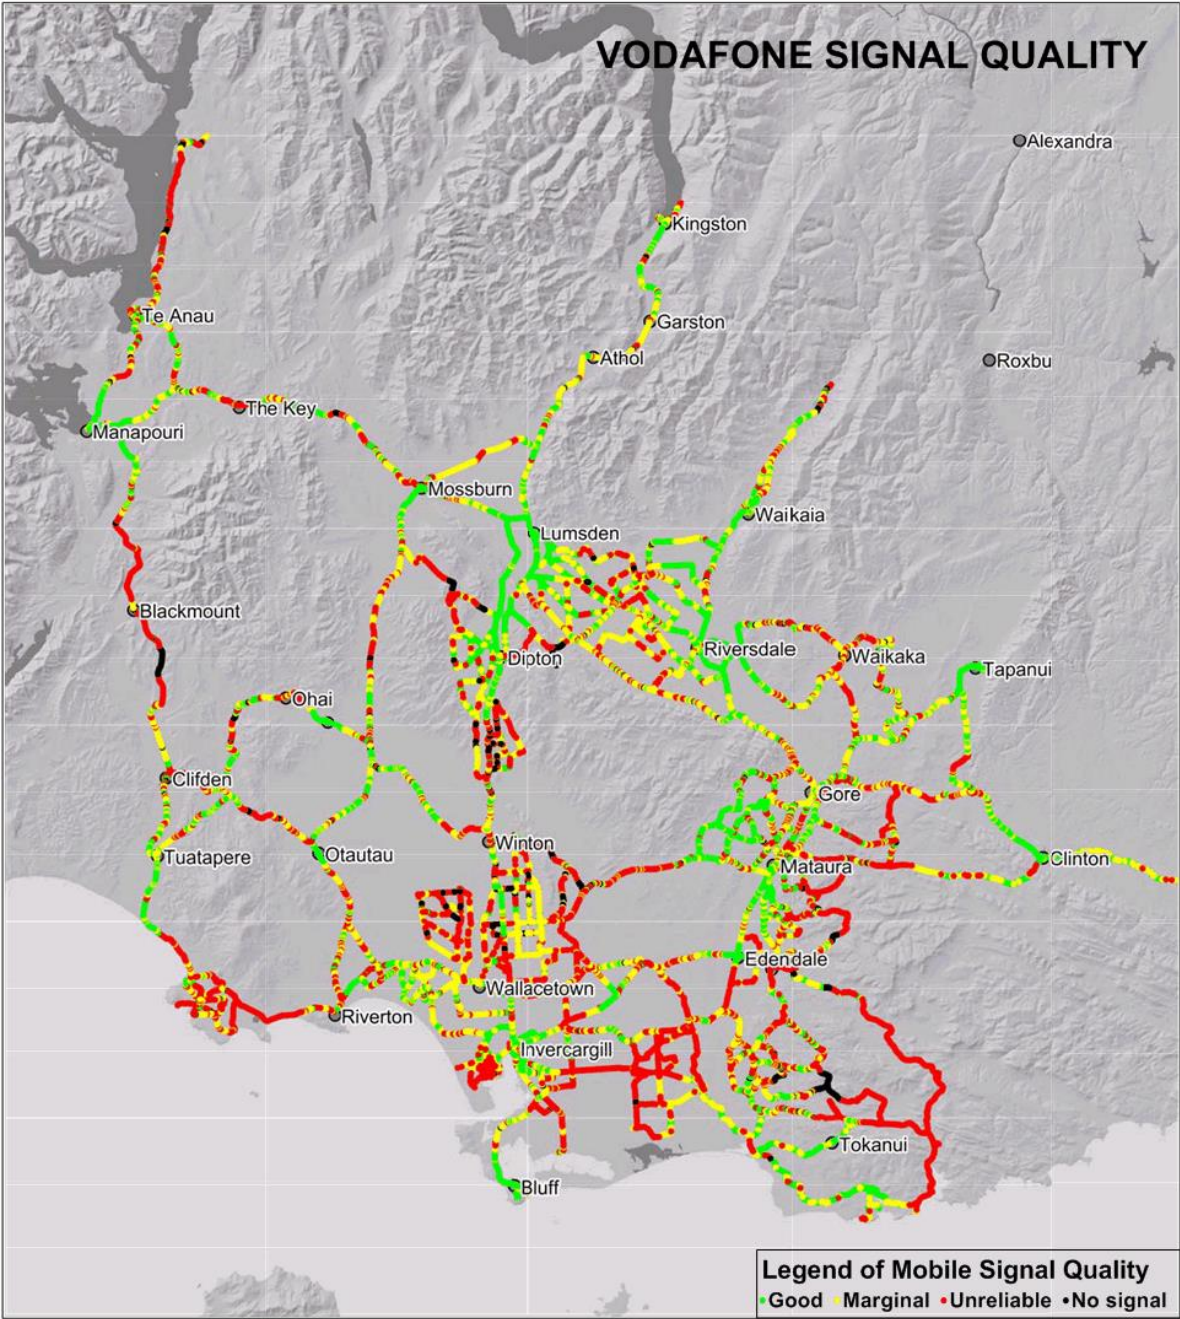 VODAFONE SIGNAL QUALITY
Alexandra
Kingston
Te Anau
Garston
Athol
Roxbu
The Key
Manapouri
Mossburn
Waikaia
Lumsden
Blackmount
Riversdale
Dipton
Waikaka
Tapanui
Ohai
Clifden
Gore
Winton
Tuatapere
Otautau
Clinton
Mataura
Edendale
Wallacetown
Riverton
Invercargill
Tokanui
Bluff
Legend of Mobile Signal Quality
Good Marginal Unreliable No signal